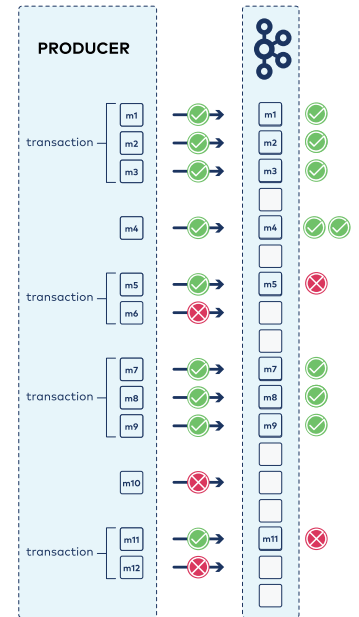 PRODUCER
m1 m1
transaction m2 m2
m3 m3
m4 m4
m5 m5
transaction
m6
m7 m7
transaction m8 m8
m9 m9
m10
m11 m11
transaction
m12